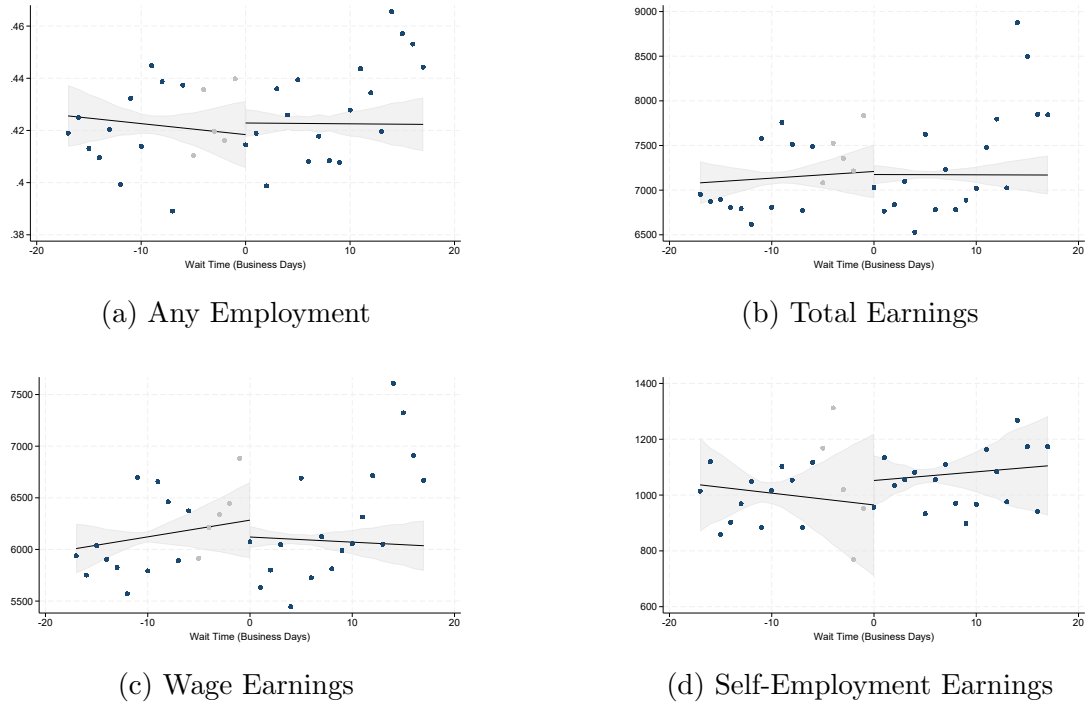 .46
.44
.42
.4
.38
-20 -10 0 10 20
Wait Time (Business Days)
(a) Any Employment
9000
8500
8000
7500
7000
6500
-20 -10 0 10 20
Wait Time (Business Days)
(b) Total Earnings
7500
7000
6500
6000
5500
-20 -10 0 10 20
Wait Time (Business Days)
(c) Wage Earnings
1400
1200
1000
800
600
-20 -10 0 10 20
Wait Time (Business Days)
(d) Self-Employment Earnings